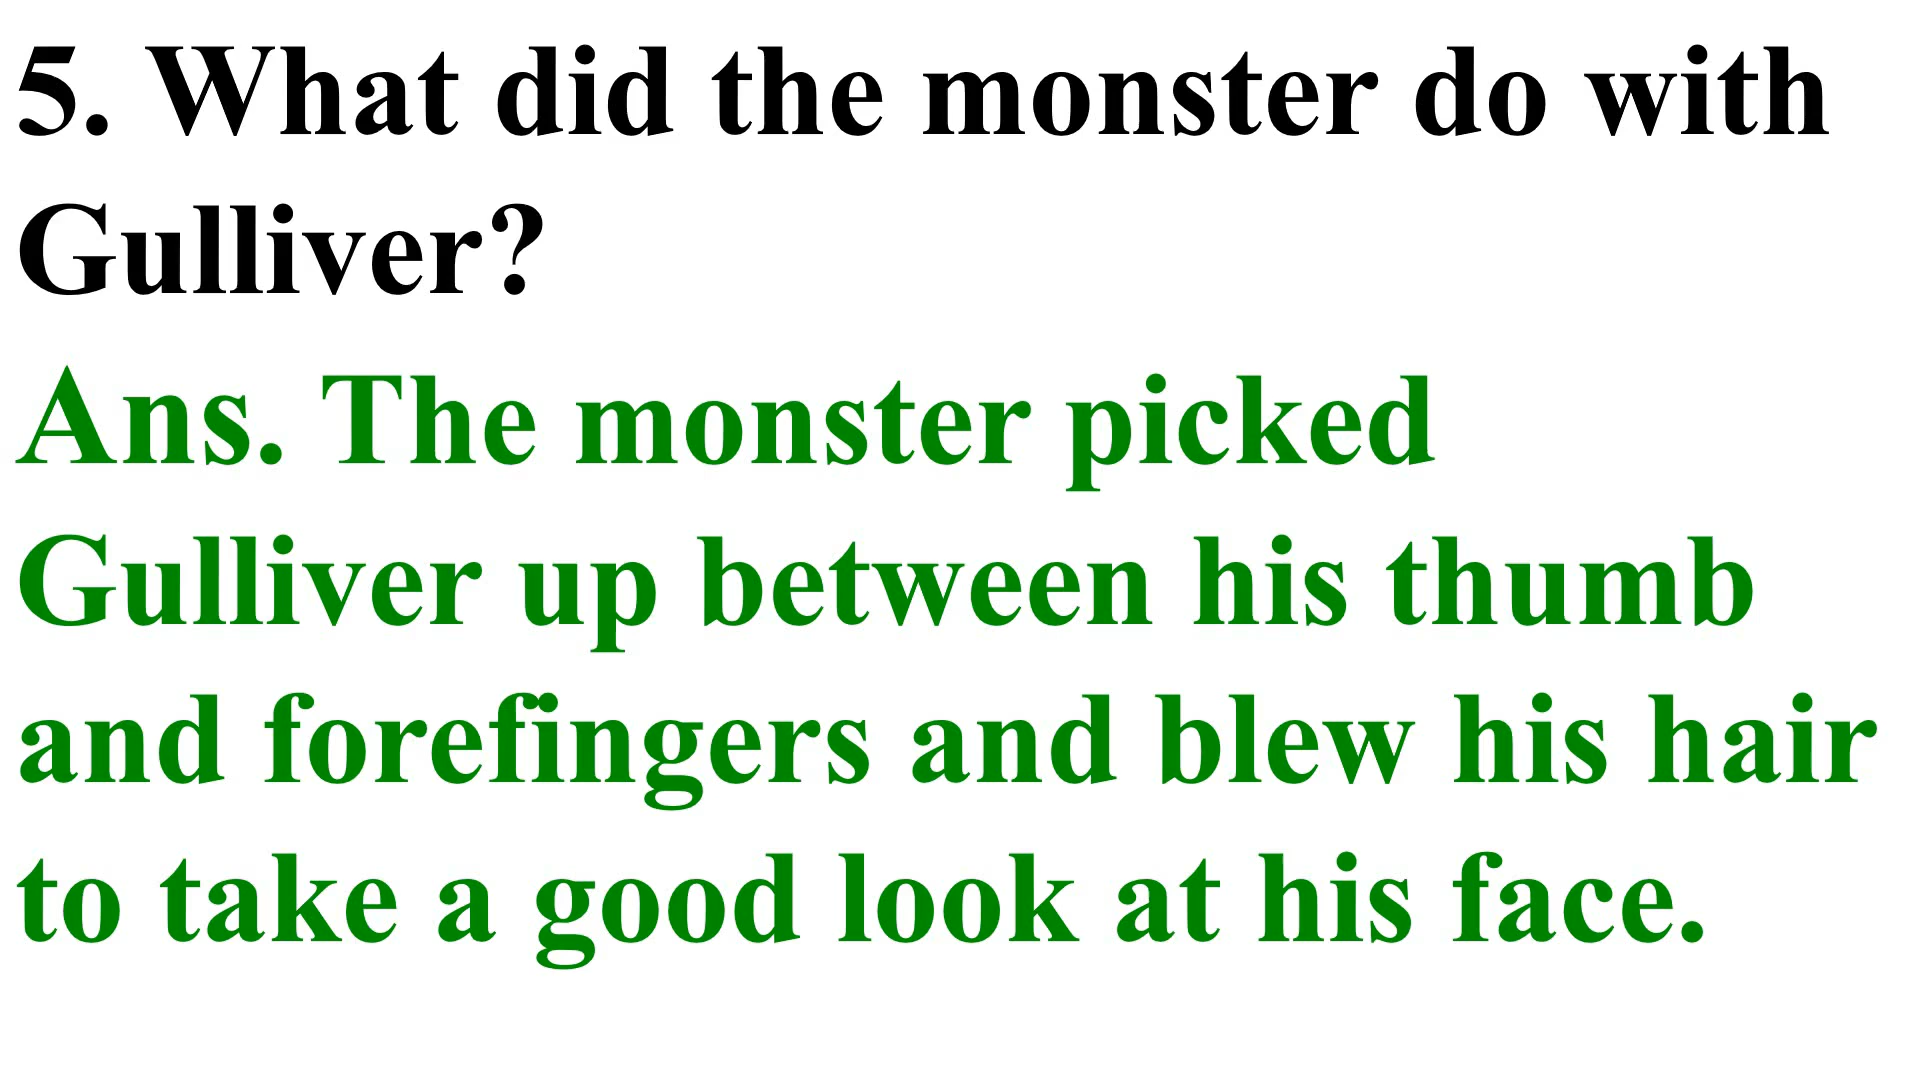 5. What did the monster do with
Gulliver?
Ans. The monster picked
Gulliver up between his thumb
and forefingers and blew his hair
to take a good look at his face.